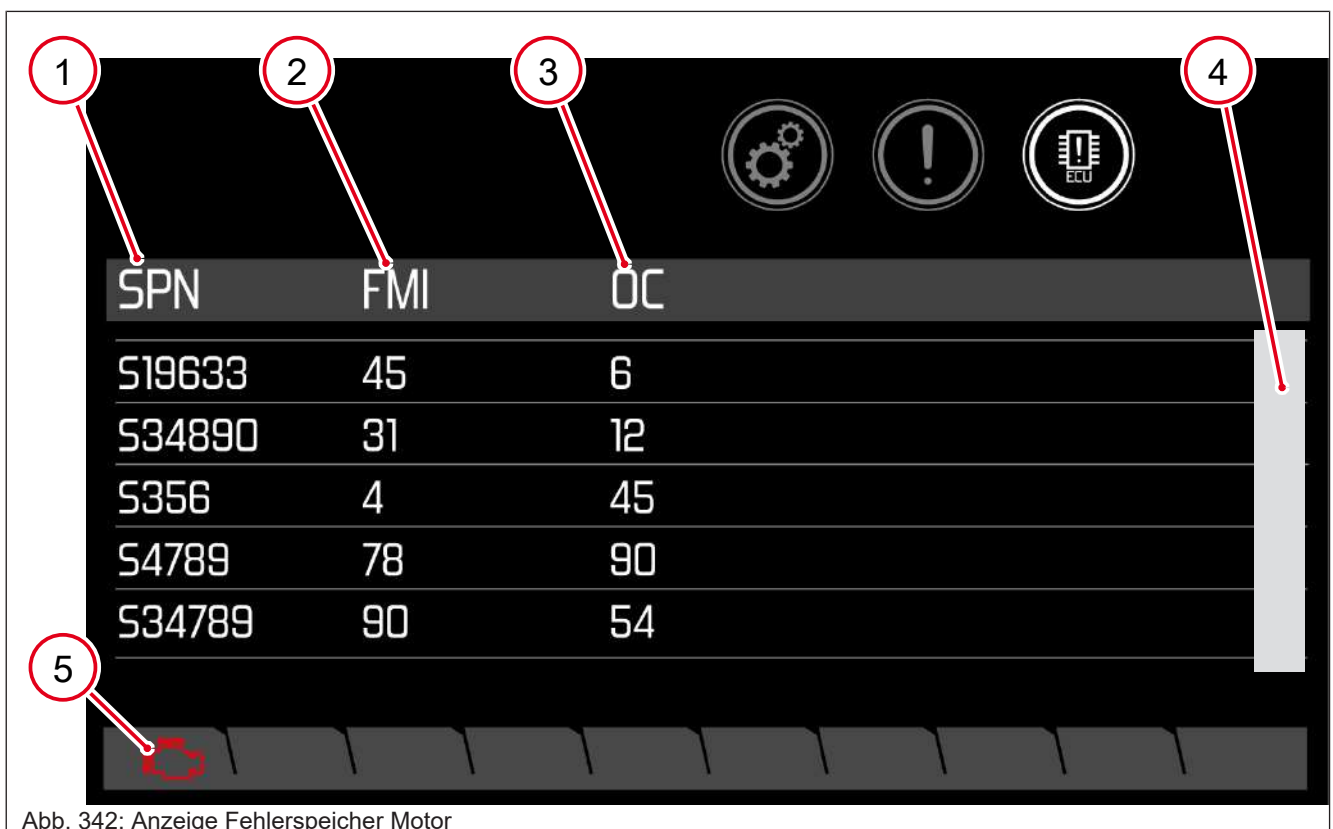 1 2 3 4
ECU
SPN FMI OC
S19633 45 6
S34890 31 12
S356 4 45
S4789 78 90
S34789 90 54
5
Abb. 342: Anzeige Fehlerspeicher Motor